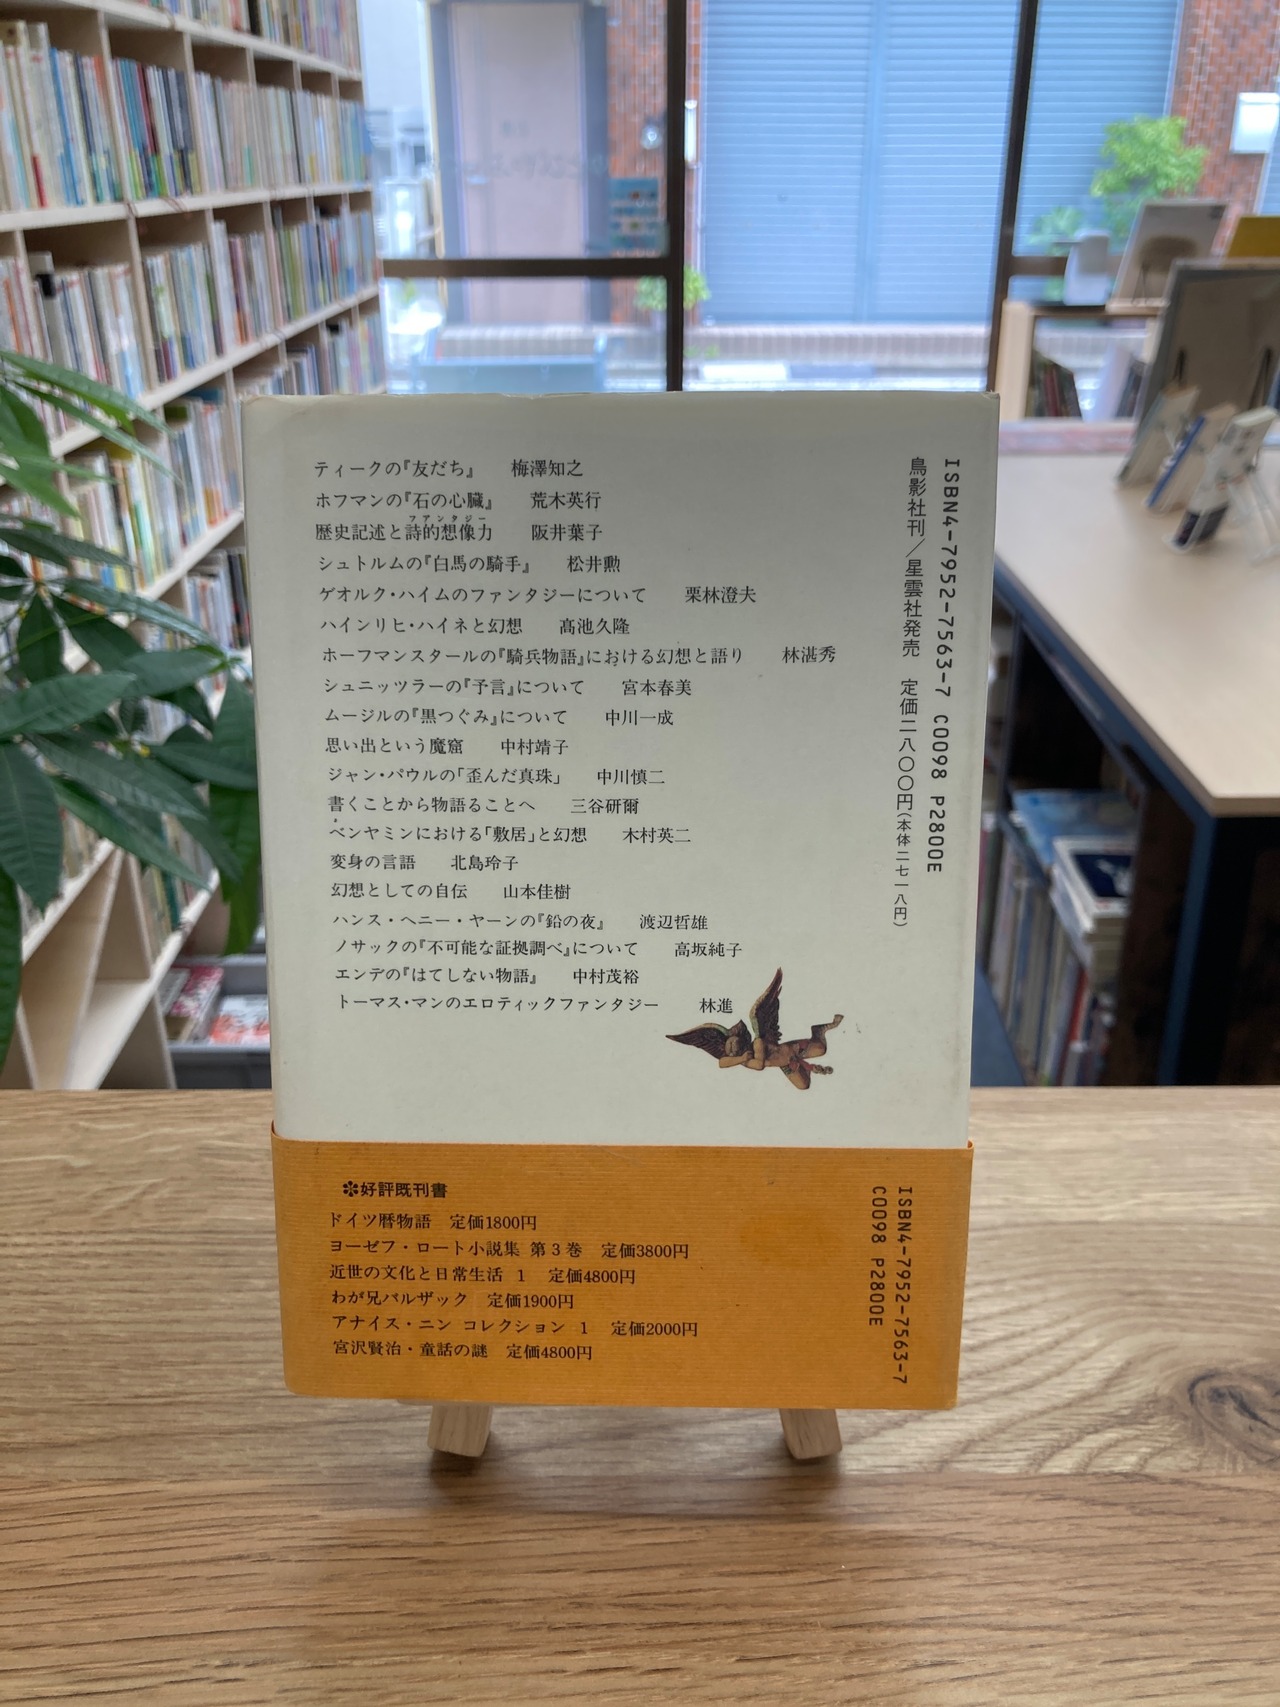 ティークの『友だち』 梅澤知之
ホフマンの『石の心臓』 荒木英行
ファンタジー
歴史記述と詩的想像力 阪井葉子
シュトルムの『白馬の騎手』 松井勲
ゲオルク・ハイムのファンタジーについて 栗林澄夫
ハインリヒ・ハイネと幻想 髙池久隆
ホーフマンスタールの『騎兵物語』における幻想と語り 林湛秀
シュニッツラーの『予言』について 宮本春美
ムージルの『黒つぐみ』について 中川一成
思い出という魔窟 中村靖子
ジャン・パウルの「歪んだ真珠」 中川慎二
書くことから物語ることへ 三谷研爾
ベンヤミンにおける「敷居」と幻想 木村英二
変身の言語 北島玲子
幻想としての自伝 山本佳樹
ハンス・ヘニー・ヤーンの『鉛の夜』 渡辺哲雄
ノサックの『不可能な証拠調べ』について 高坂純子
エンデの『はてしない物語』 中村茂裕
トーマス・マンのエロティックファンタジー 林進
ISBN4-7952-7563-7 C0098 P2800E
鳥影社刊／星雲社発売 定価二八〇〇円(本体二七一八円)
✽好評既刊書
ドイツ暦物語 定価1800円
ヨーゼフ・ロート小説集 第3巻 定価3800円
近世の文化と日常生活 1 定価4800円
わが兄バルザック 定価1900円
アナイス・ニン コレクション 1 定価2000円
宮沢賢治・童話の謎 定価4800円
ISBN4-7952-7563-7
C0098 P2800E